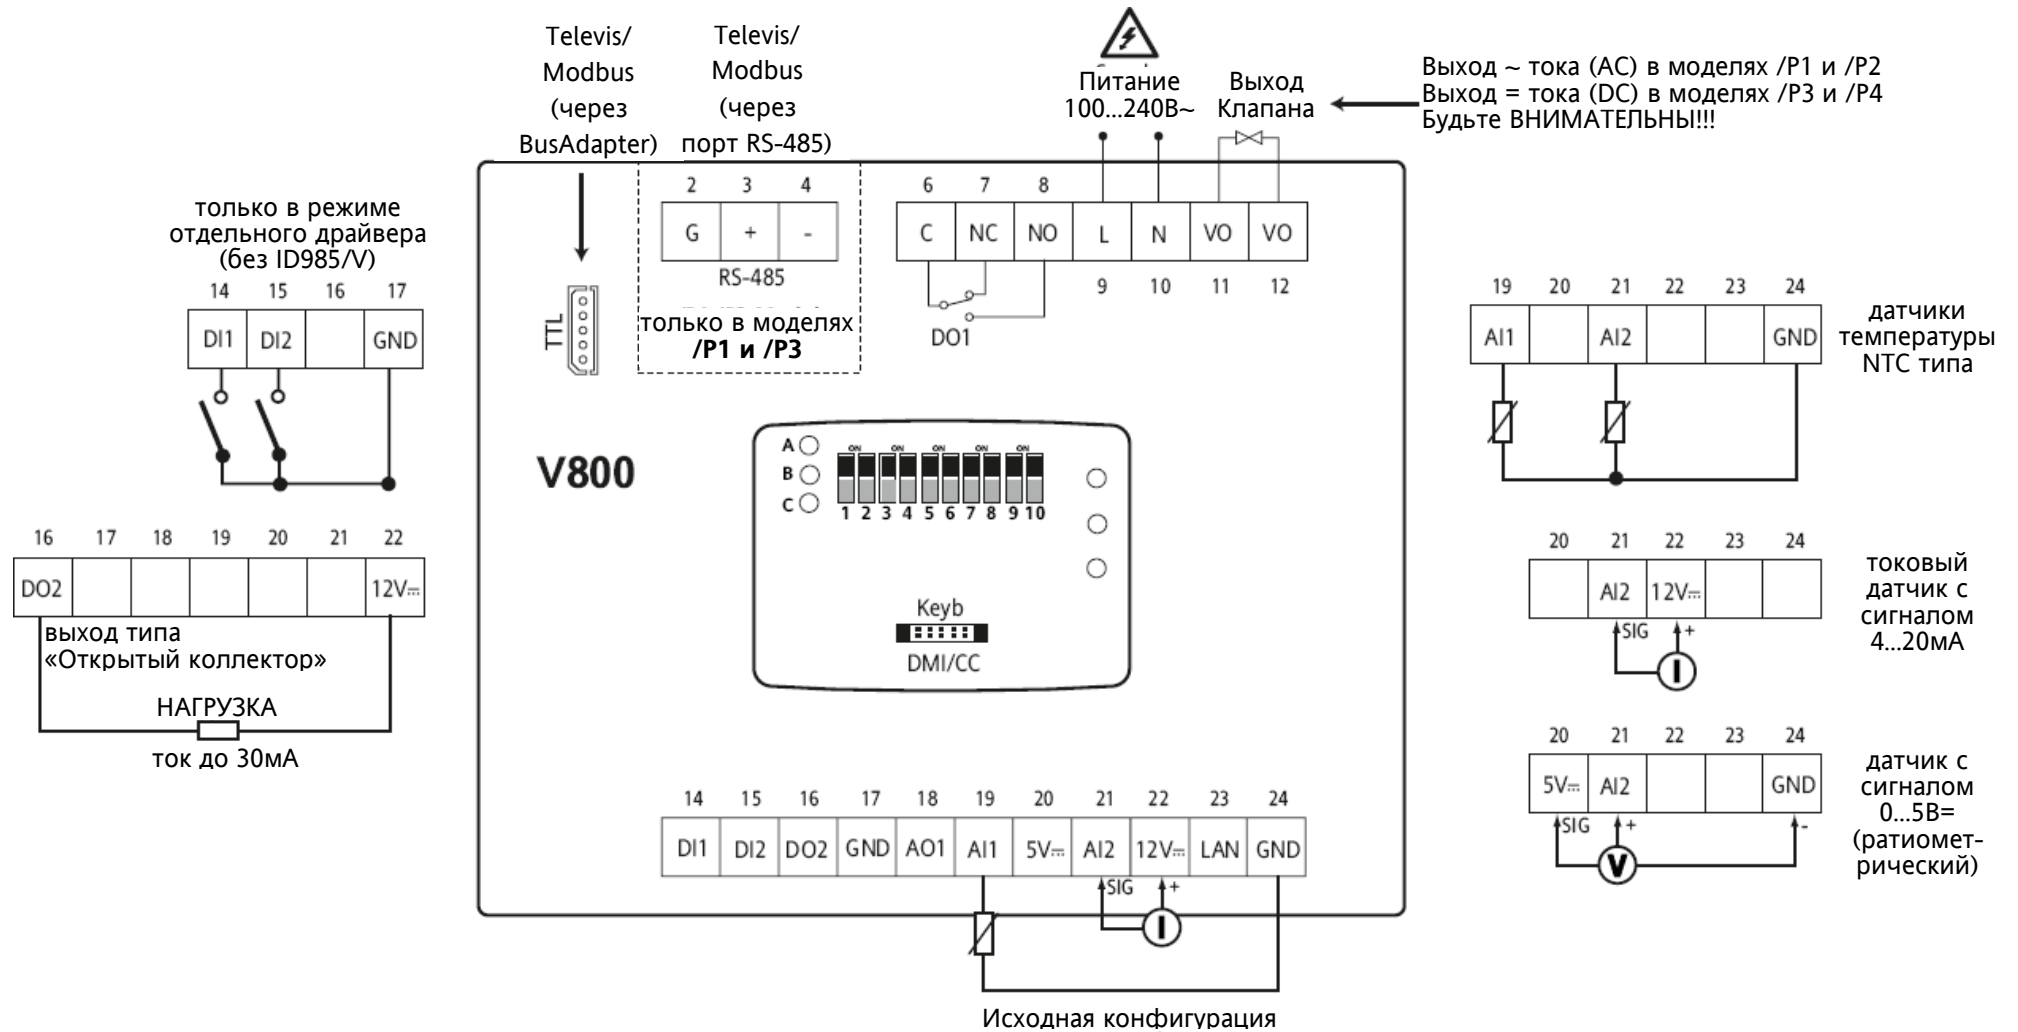 Televis/
Modbus
(через
BusAdapter)
Televis/
Modbus
(через
порт RS-485)
Питание
100...240В~
Выход
Клапана
Выход ~ тока (AC) в моделях /P1 и /P2
Выход = тока (DC) в моделях /P3 и /P4
Будьте ВНИМАТЕЛЬНЫ!!!
2 3 4
G + -
RS-485
только в моделях
/P1 и /P3
TTL
6 7 8
C NC NO L N VO VO
9 10 11 12
DO1
только в режиме
отдельного драйвера
(без ID985/V)
14 15 16 17
DI1 DI2 GND
16 17 18 19 20 21 22
DO2 12V
выход типа
«Открытый коллектор»
НАГРУЗКА
ток до 30мА
V800
A
B
C
ON ON ON ON ON
1 2 3 4 5 6 7 8 9 10
Keyb
DMI/CC
14 15 16 17 18 19 20 21 22 23 24
DI1 DI2 DO2 GND AO1 AI1 5V AI2 12V LAN GND
SIG +
I
Исходная конфигурация
19 20 21 22 23 24
AI1 AI2 GND
датчики
температуры
NTC типа
20 21 22 23 24
AI2 12V
SIG +
I
токовый
датчик с
сигналом
4...20мА
20 21 22 23 24
5V AI2 GND
SIG + -
V
датчик с
сигналом
0...5В=
(ратиомет-
рический)